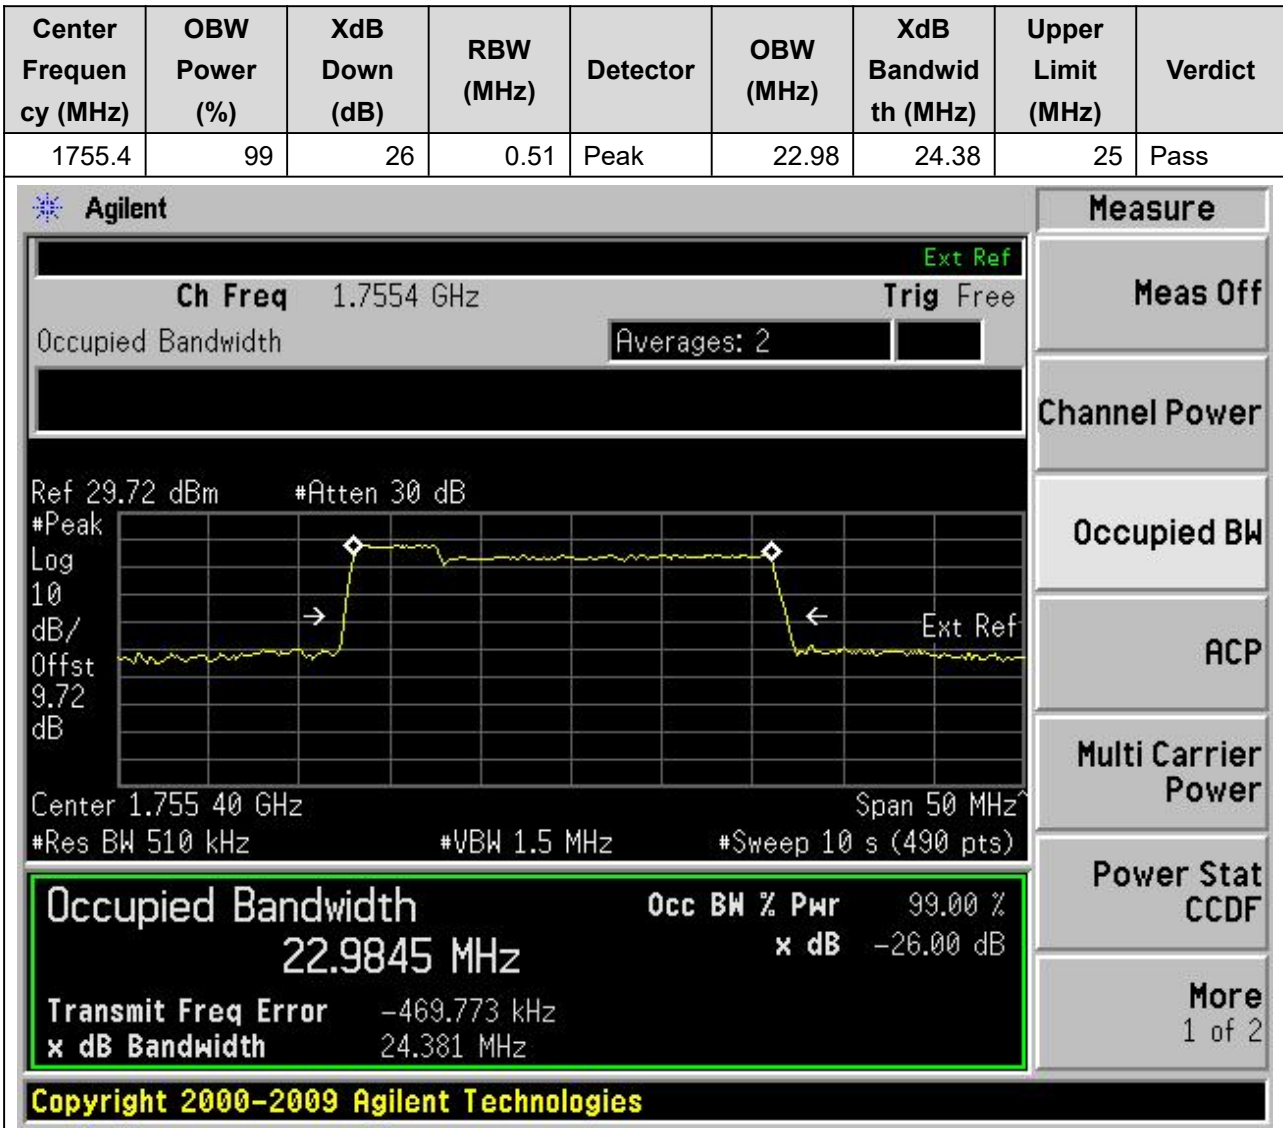 Center Frequen cy (MHz) OBW Power (%) XdB Down (dB) RBW (MHz) Detector OBW (MHz) XdB Bandwid th (MHz) Upper Limit (MHz) Verdict
1755.4 99 26 0.51 Peak 22.98 24.38 25 Pass
Agilent
Ext Ref
Ch Freq 1.7554 GHz Trig Free
Occupied Bandwidth Averages: 2
Ref 29.72 dBm #Atten 30 dB
#Peak
Log
10
dB/
Offst
9.72
dB
Ext Ref
Center 1.755 40 GHz Span 50 MHz^
#Res BW 510 kHz #VBW 1.5 MHz #Sweep 10 s (490 pts)
Occupied Bandwidth Occ BW % Pwr 99.00 %
22.9845 MHz x dB -26.00 dB
Transmit Freq Error -469.773 kHz
x dB Bandwidth 24.381 MHz
Copyright 2000-2009 Agilent Technologies
Measure
Meas Off
Channel Power
Occupied BW
ACP
Multi Carrier
Power
Power Stat
CCDF
More
1 of 2